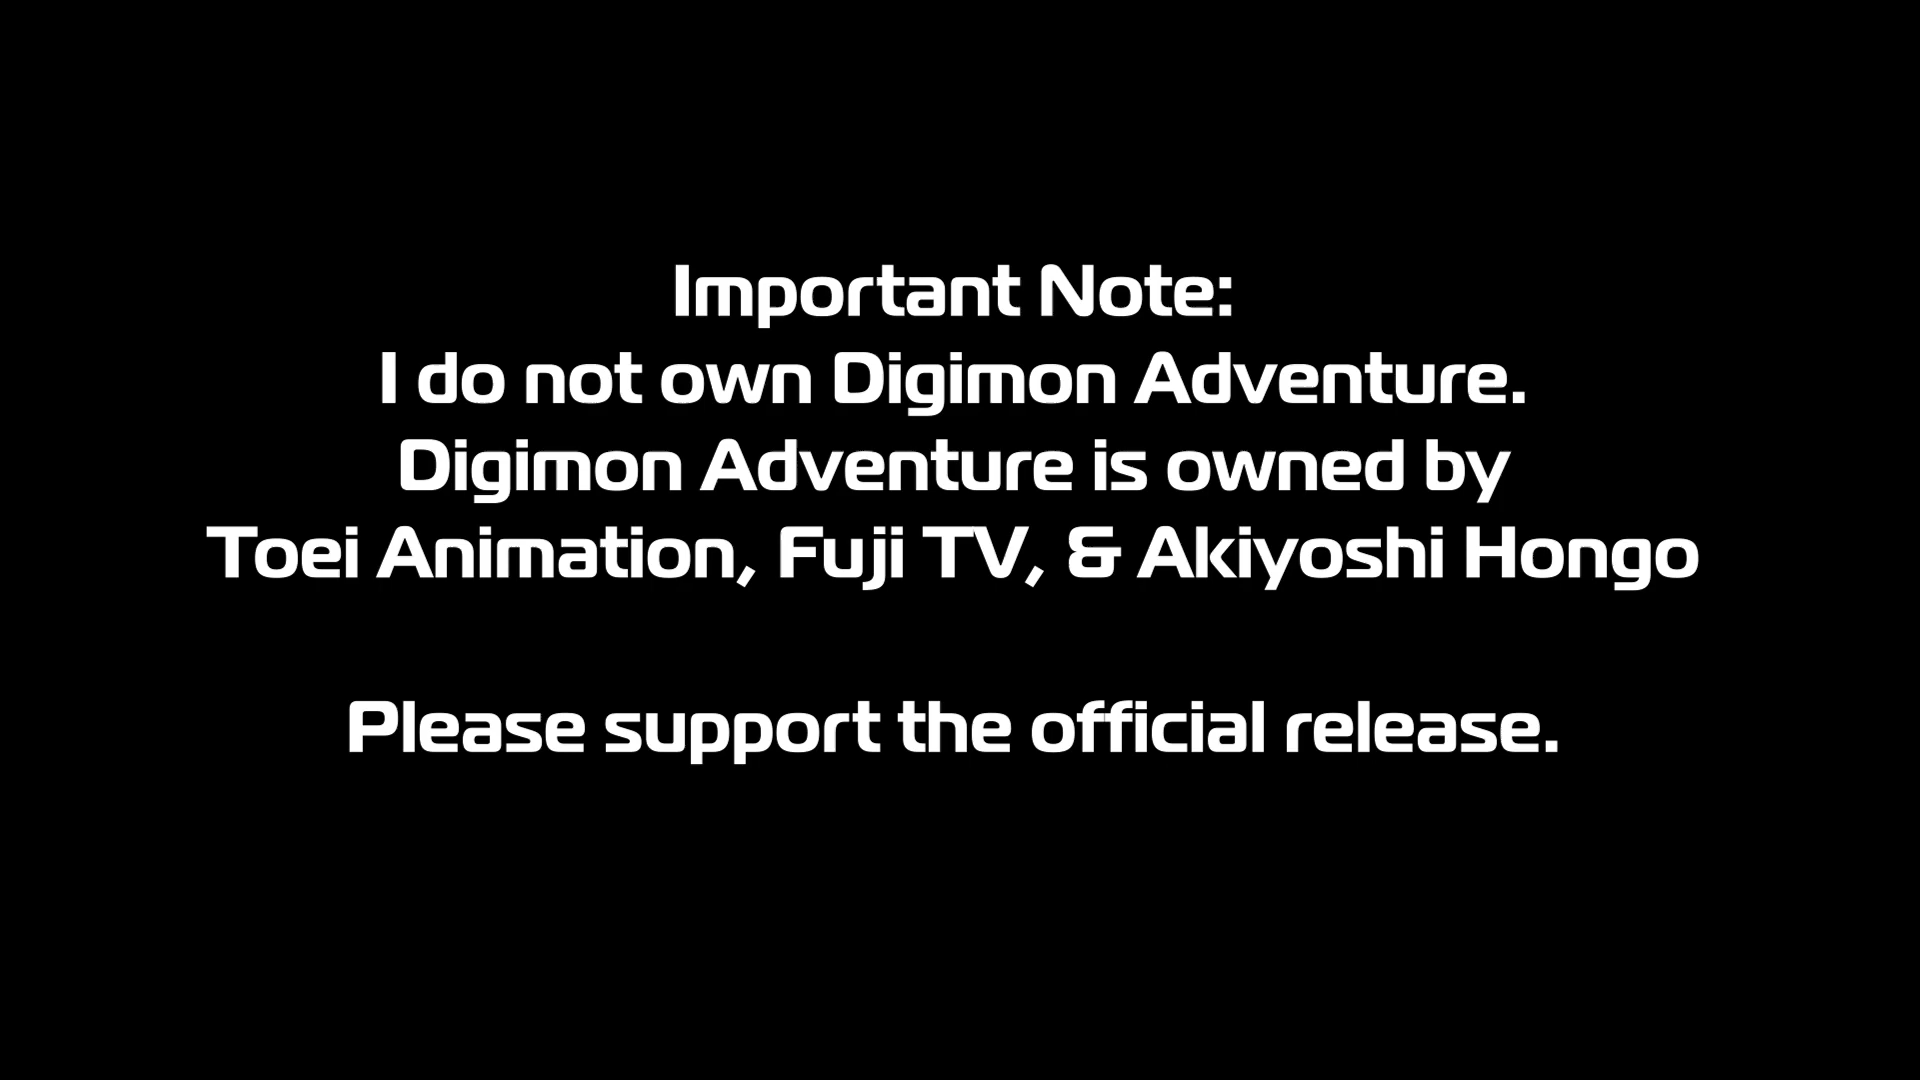 Important Note:
I do not own Digimon Adventure.
Digimon Adventure is owned by
Toei Animation, Fuji TV, & Akiyoshi Hongo
Please support the official release.